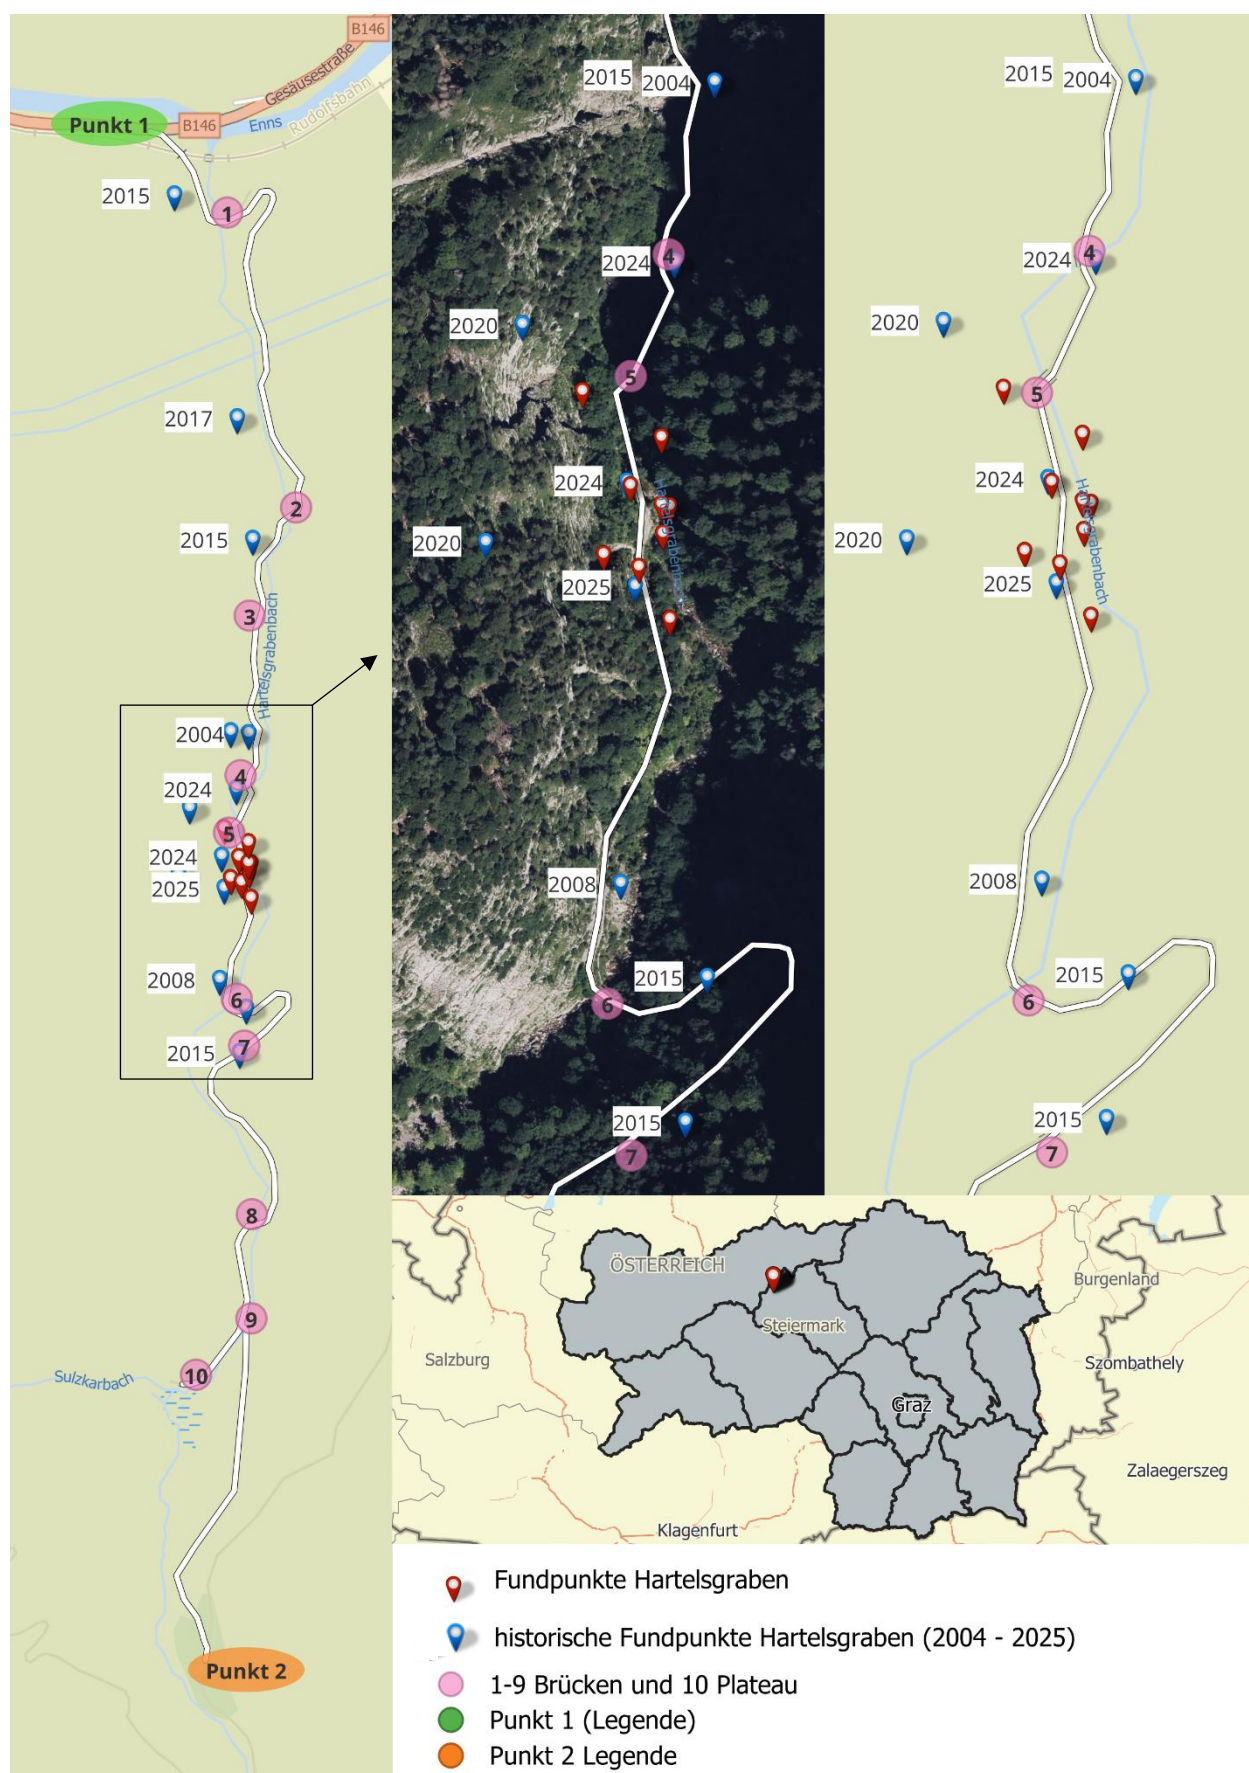 B146
Gesäusestraße
Rudolfsbahn
Punkt 1
B146
Enns
2015
1
2017
2
2015
3
Hartelsgrabenbach
2004
4
2024
5
2024
2025
2008
6
7
2015
8
9
10
Sulzkarbach
Punkt 2
2015
2004
2024
4
2020
5
2024
2020
2025
2008
2015
6
2015
7
2015
2004
2024
4
2020
5
2024
Hartelsgrabenbach
2020
2025
2008
2015
6
2015
7
ÖSTERREICH
Steiermark
Burgenland
Salzburg
Szombathely
Graz
Zalaegerszeg
Klagenfurt
Fundpunkte Hartelsgraben
historische Fundpunkte Hartelsgraben (2004 - 2025)
1-9 Brücken und 10 Plateau
Punkt 1 (Legende)
Punkt 2 Legende